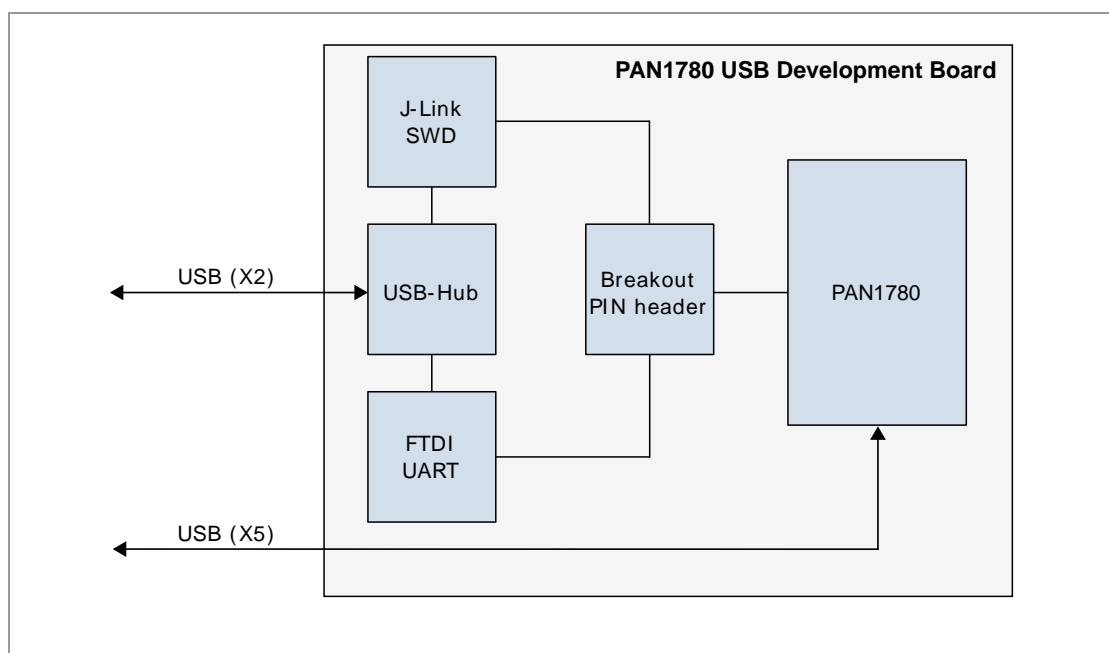 PAN1780 USB Development Board
J-Link
SWD
USB (X2)
USB-Hub
Breakout
PIN header
PAN1780
FTDI
UART
USB (X5)